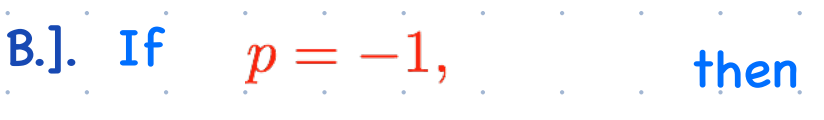 B.]. If p = −1, then